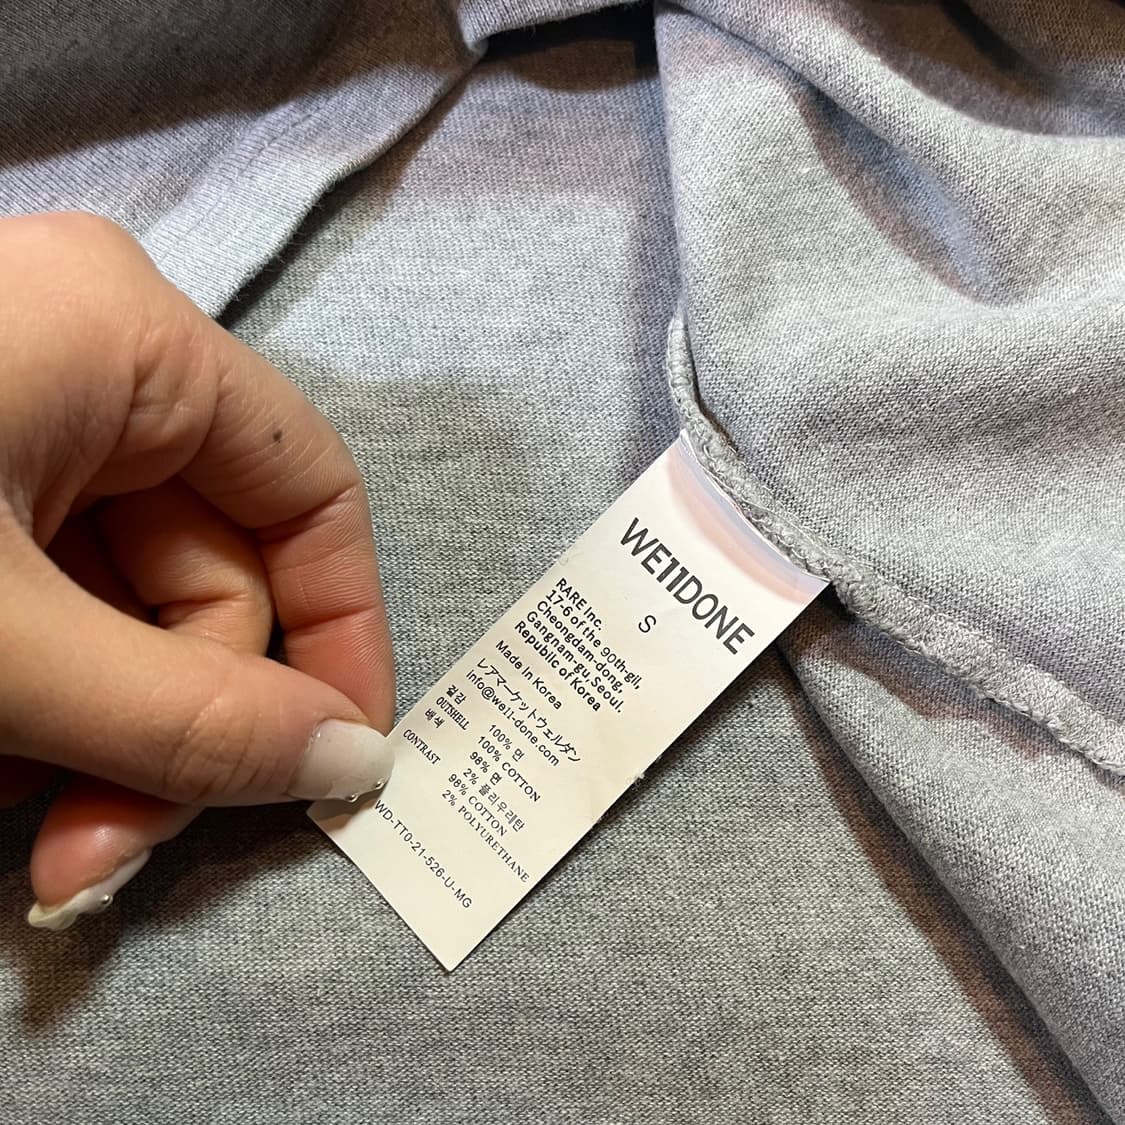 WE11DONE
S
RARE Inc.
17-6 of the 90th-gil,
Cheongdam-dong,
Gangnam-gu, Seoul.
Republic of Korea
Made In Korea
レアマーケットウェルダン
info@we11-done.com
겉감 100% 면
OUTSHELL 100% COTTON
배색 98% 면
2% 폴리우레탄
CONTRAST 98% COTTON
2% POLYURETHANE
WD-TT0-21-526-U-MG